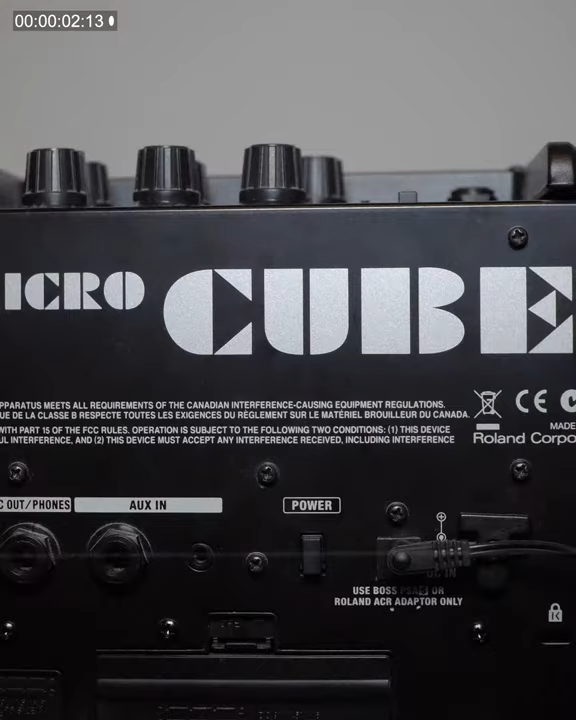 00:00:02:13
ICRO CUBE
PPARATUS MEETS ALL REQUIREMENTS OF THE CANADIAN INTERFERENCE-CAUSING EQUIPMENT REGULATIONS.
UE DE LA CLASSE B RESPECTE TOUTES LES EXIGENCES DU RÈGLEMENT SUR LE MATÉRIEL BROUILLEUR DU CANADA.
WITH PART 15 OF THE FCC RULES. OPERATION IS SUBJECT TO THE FOLLOWING TWO CONDITIONS: (1) THIS DEVICE
UL INTERFERENCE, AND (2) THIS DEVICE MUST ACCEPT ANY INTERFERENCE RECEIVED, INCLUDING INTERFERENCE
CE
MADE
Roland Corpo
C OUT/PHONES
AUX IN
POWER
DC IN
USE BOSS OR
ROLAND ACR ADAPTOR ONLY
K